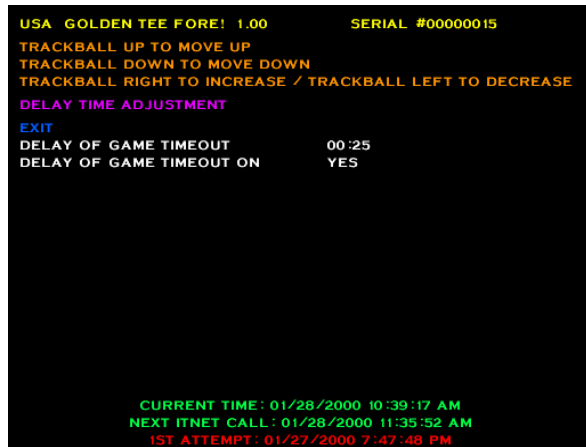 USA GOLDEN TEE FORE! 1.00 SERIAL #00000015
TRACKBALL UP TO MOVE UP
TRACKBALL DOWN TO MOVE DOWN
TRACKBALL RIGHT TO INCREASE / TRACKBALL LEFT TO DECREASE
DELAY TIME ADJUSTMENT
EXIT
DELAY OF GAME TIMEOUT 00:25
DELAY OF GAME TIMEOUT ON YES
CURRENT TIME: 01/28/2000 10:39:17 AM
NEXT ITNET CALL: 01/28/2000 11:35:52 AM
1ST ATTEMPT: 01/27/2000 7:47:48 PM